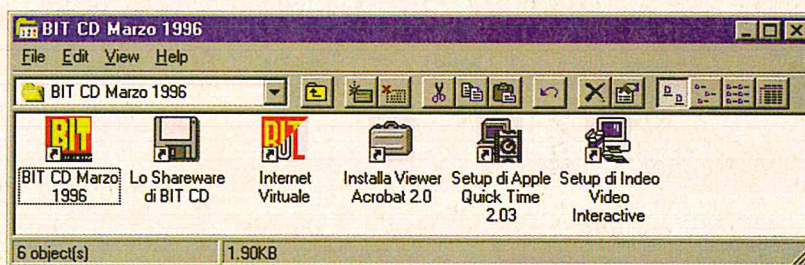 BIT CD Marzo 1996
File Edit View Help
BIT CD Marzo 1996
BIT
BIT
BIT CD Marzo 1996
Lo Shareware di BIT CD
Internet Virtuale
Installa Viewer Acrobat 2.0
Setup di Apple Quick Time 2.03
Setup di Indeo Video Interactive
6 object(s) 1.90KB